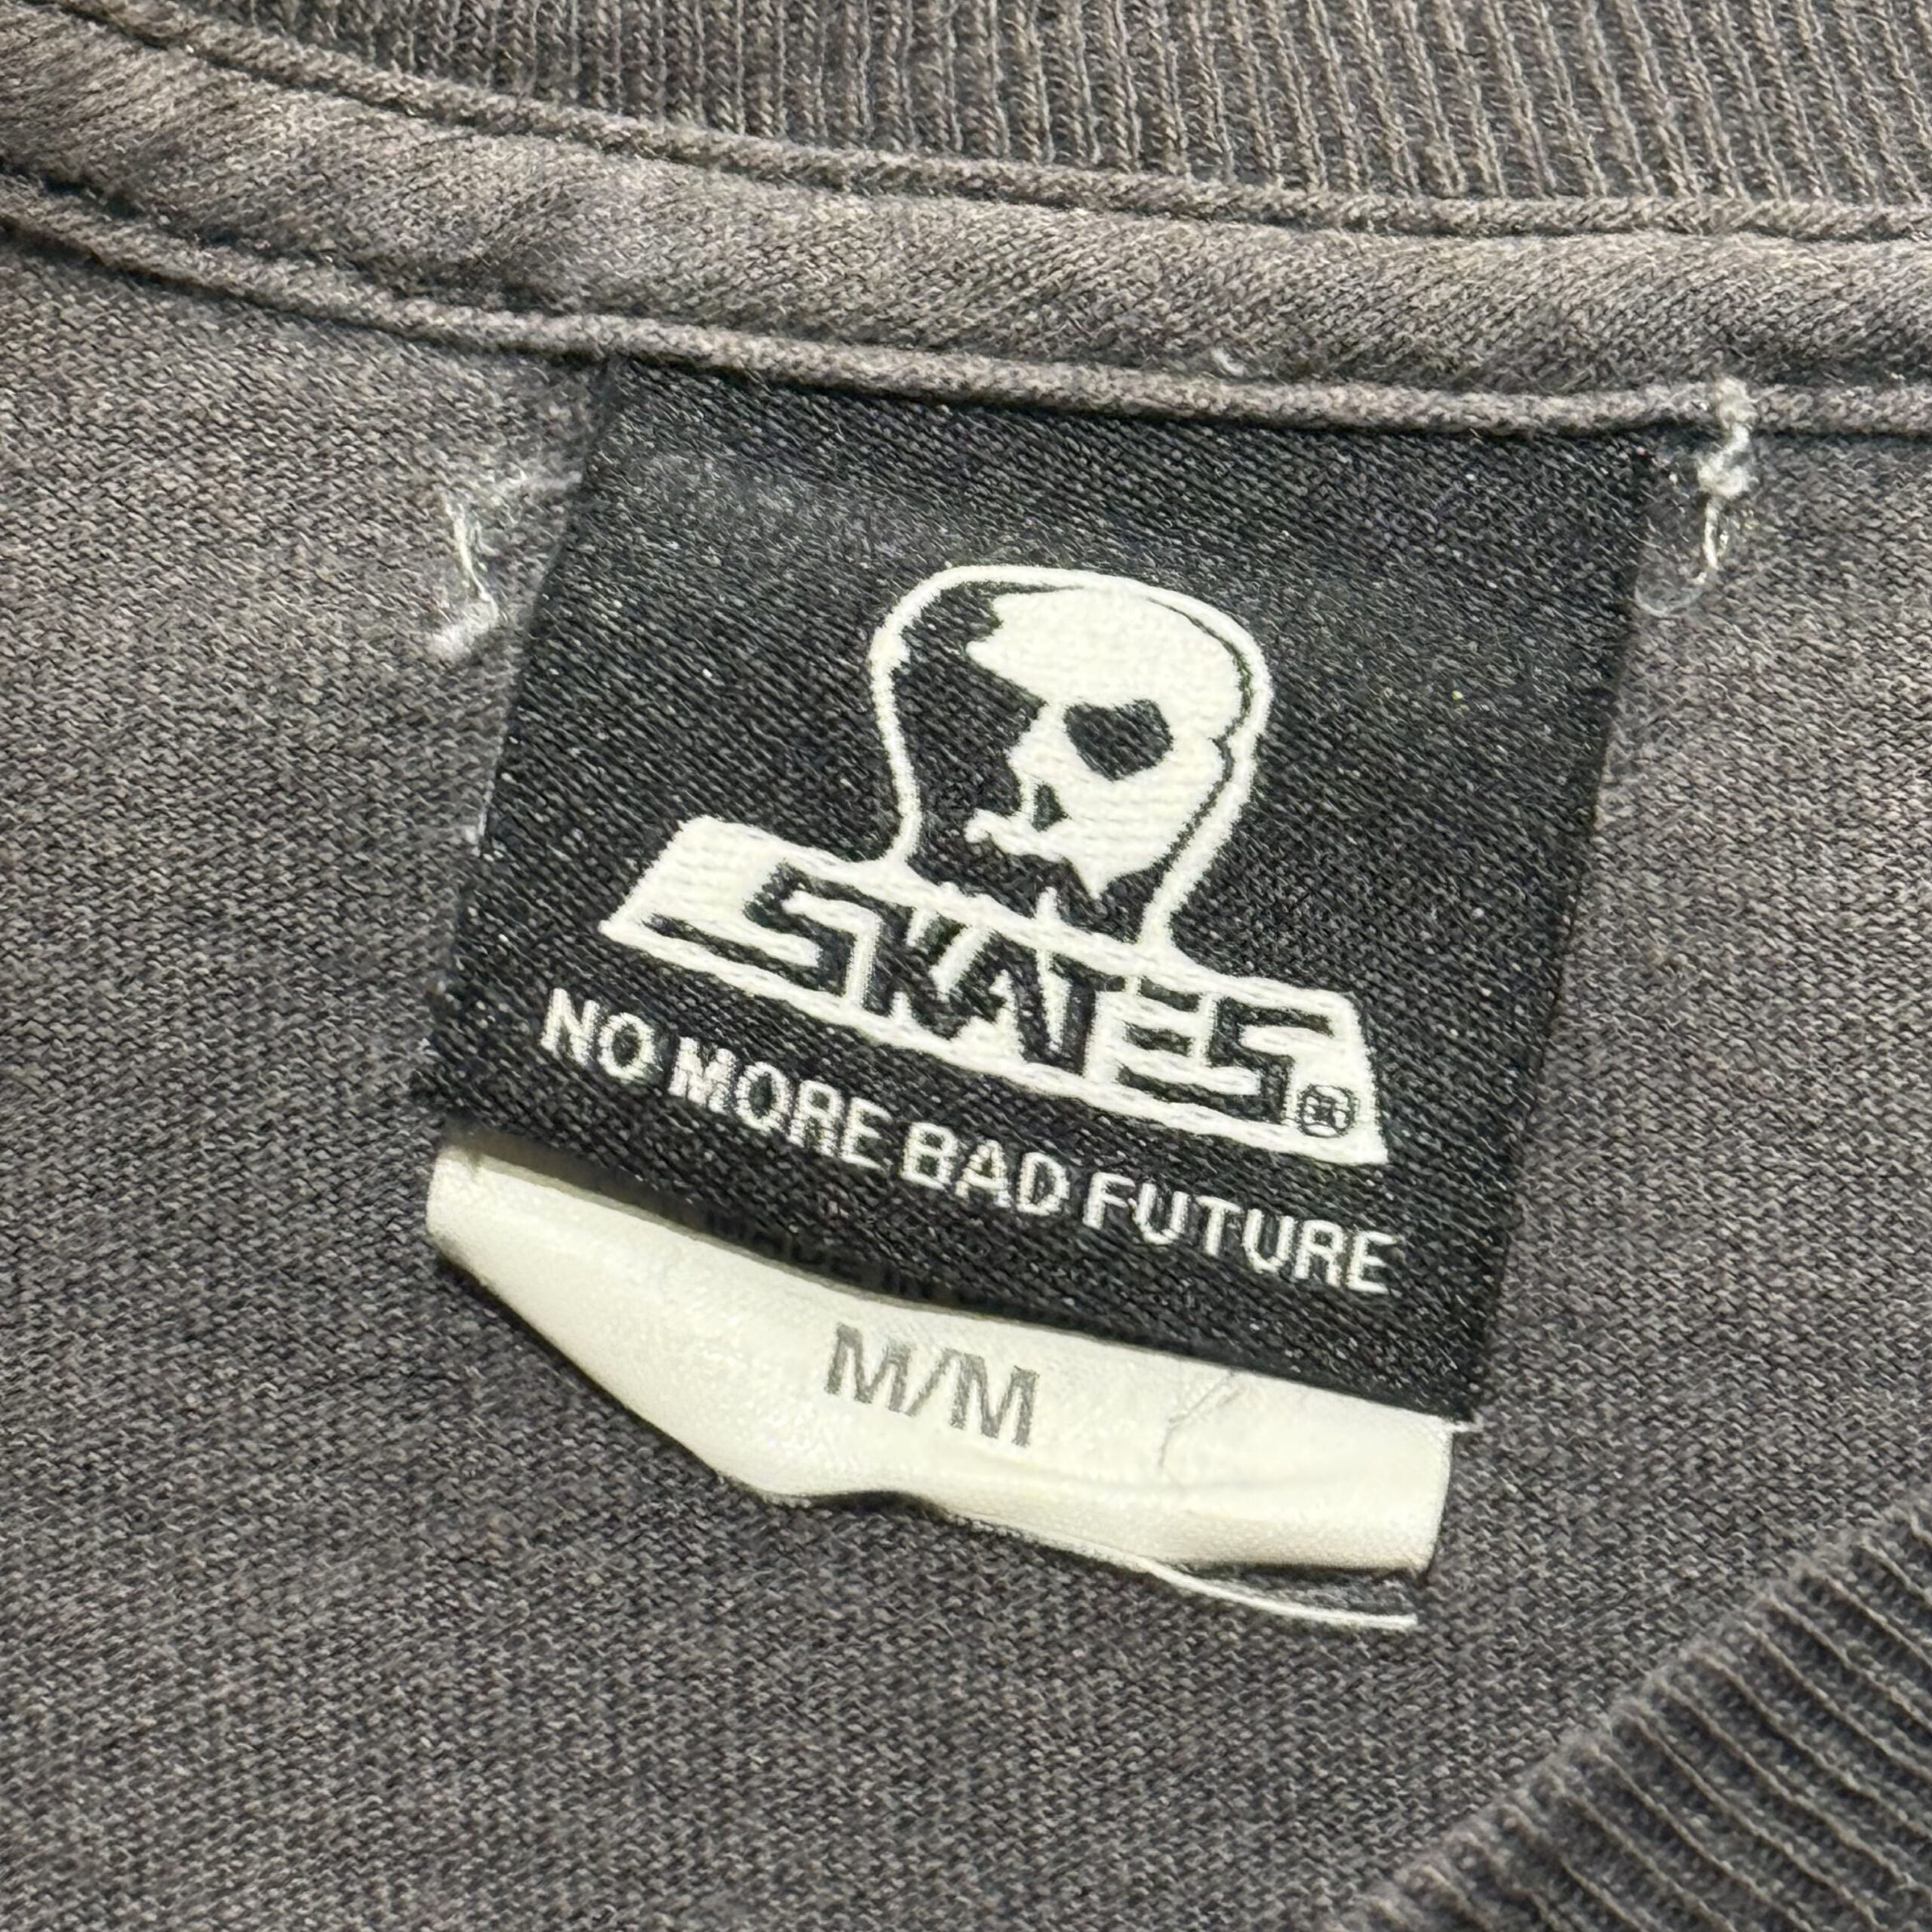 SKATES®
NO MORE BAD FUTURE
M/M